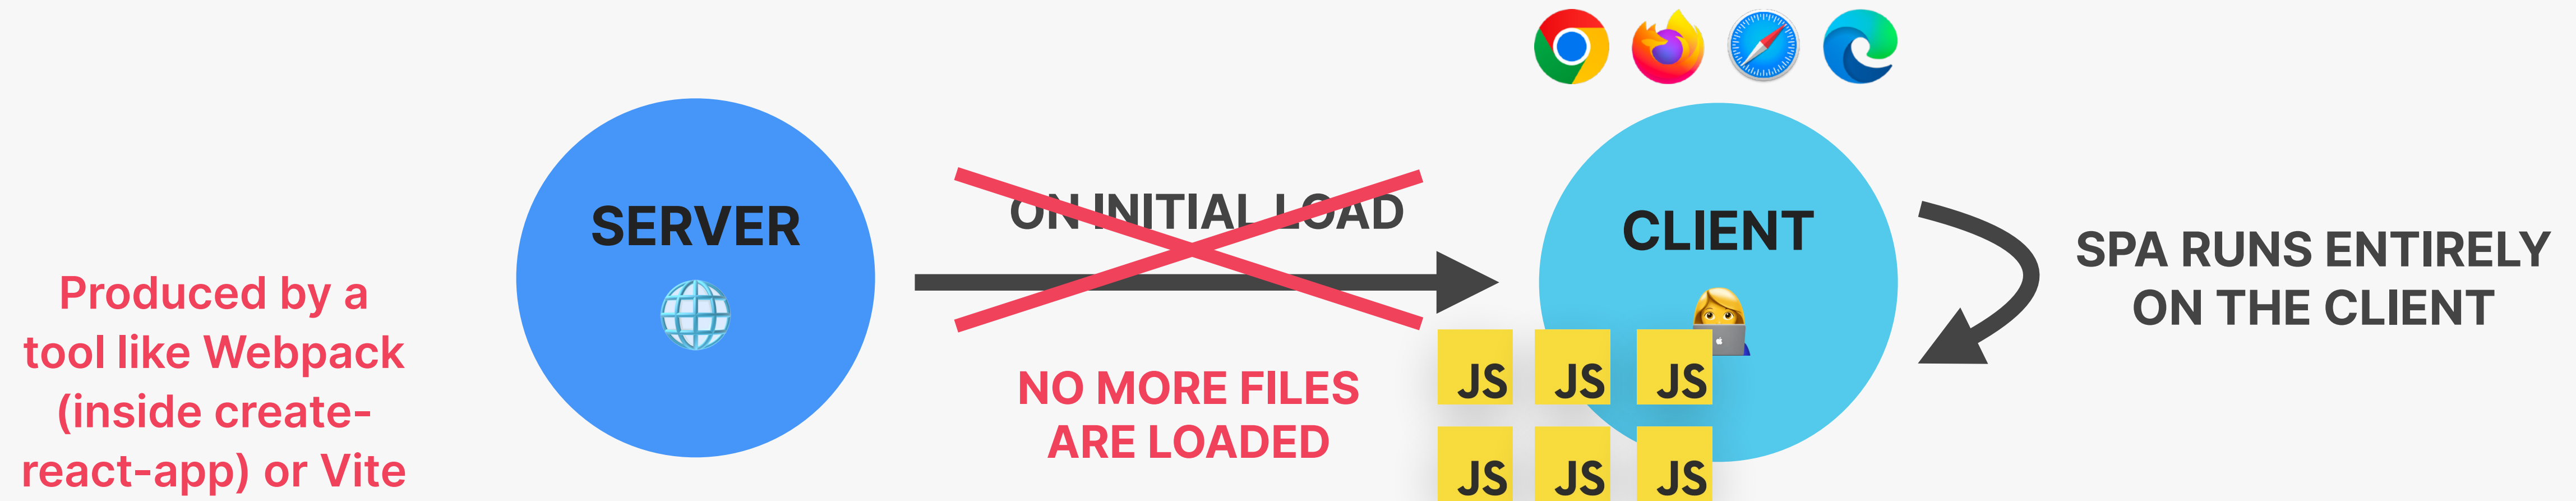 Produced by a
tool like Webpack
(inside create-
react-app) or Vite
SERVER
ON INITIAL LOAD
NO MORE FILES
ARE LOADED
CLIENT
JS JS JS
JS JS JS
SPA RUNS ENTIRELY
ON THE CLIENT